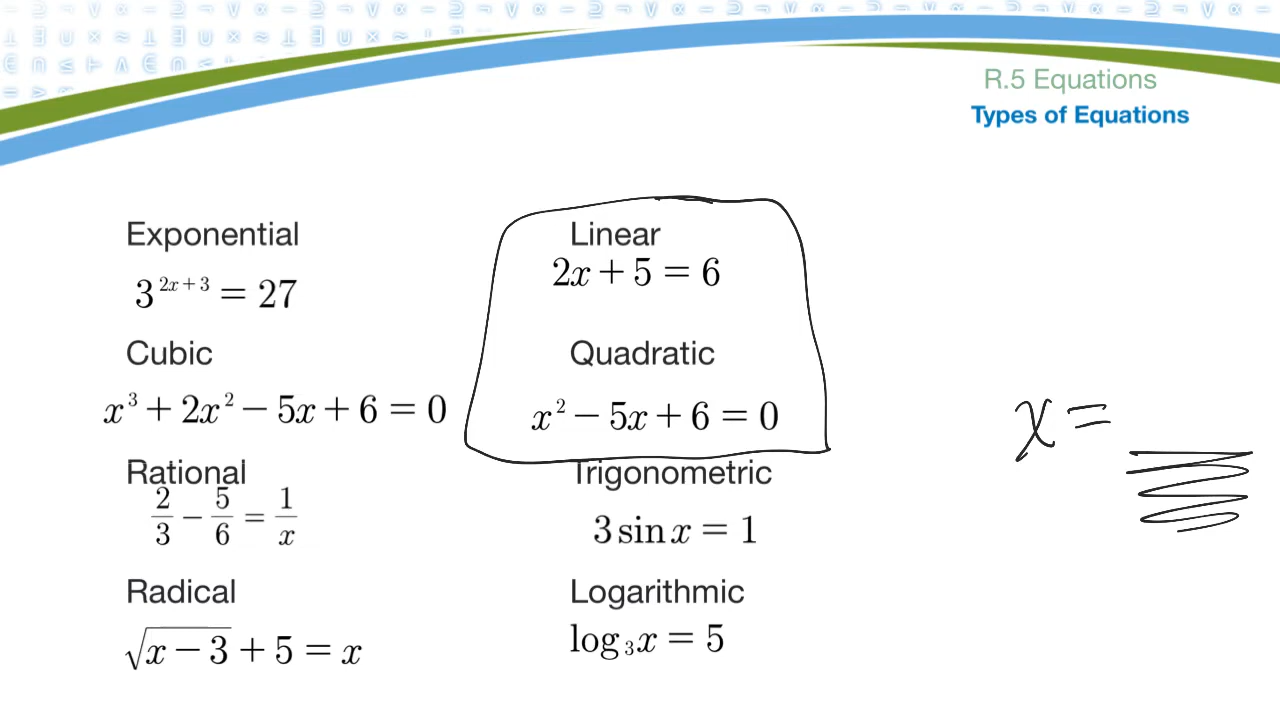 R.5 Equations
Types of Equations
Exponential
3^{2x+3} = 27
Linear
2x + 5 = 6
Cubic
x^3 + 2x^2 − 5x + 6 = 0
Quadratic
x^2 − 5x + 6 = 0
x =
Rational
2/3 − 5/6 = 1/x
Trigonometric
3 sin x = 1
Radical
√(x − 3) + 5 = x
Logarithmic
log_3 x = 5